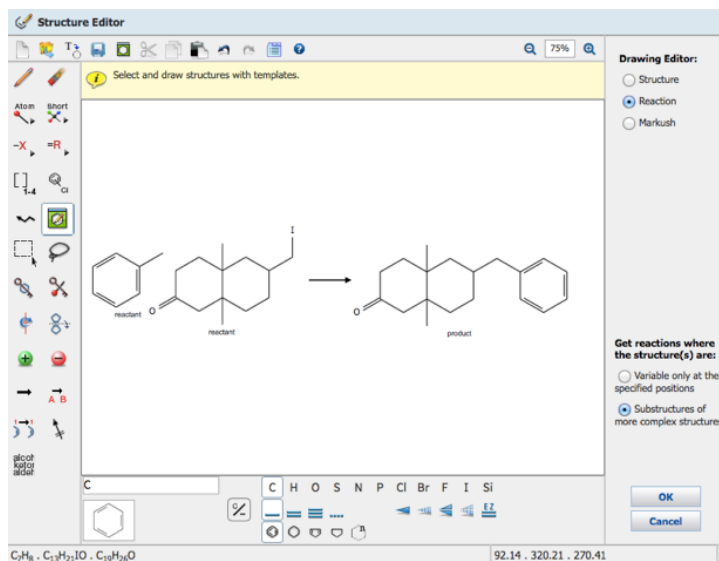 Structure Editor
75%
Select and draw structures with templates.
Drawing Editor:
Structure
Reaction
Markush
Atom Short
-X =R
[ ]1-4 Cl
I
O
reactant
reactant
O
product
Get reactions where
the structure(s) are:
Variable only at the
specified positions
Substructures of
more complex structures
A B
alcoh
keton
aldeh
C
C H O S N P Cl Br F I Si
EZ
n
OK
Cancel
C₇H₈ . C₁₃H₂₁IO . C₁₉H₂₆O
92.14 . 320.21 . 270.41